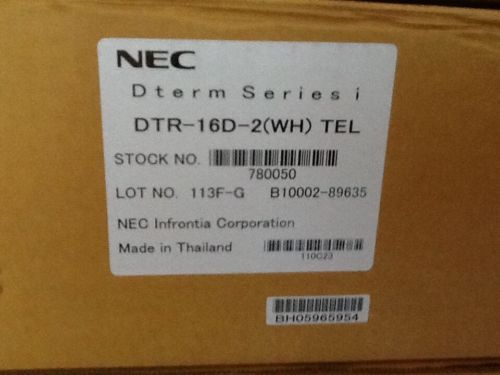 NEC
Dterm Series i
DTR-16D-2(WH) TEL
STOCK NO.
780050
LOT NO. 113F-G B10002-89635
NEC Infrontia Corporation
Made in Thailand
110C23
BH05965954